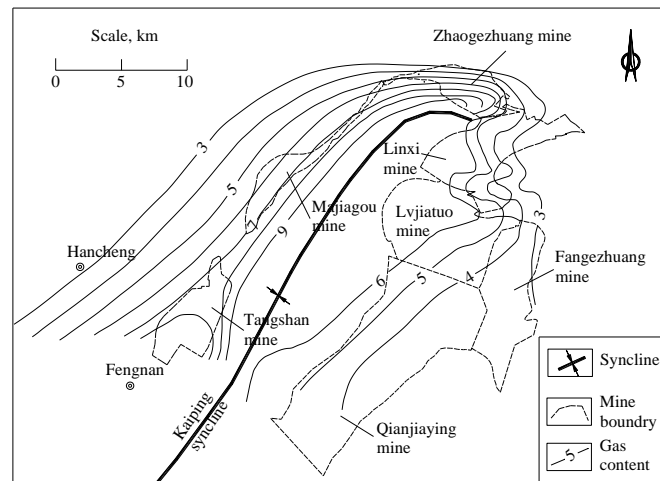 Scale, km
0 5 10
Zhaogezhuang mine
3
5
7
9
Linxi
mine
Majiagou
mine
Lvjiatuo
mine
3
Hancheng
6
5
4
Fangezhuang
mine
Tangshan
mine
Fengnan
Kaiping
syncline
Qianjiaying
mine
Syncline
Mine
boundry
5
Gas
content